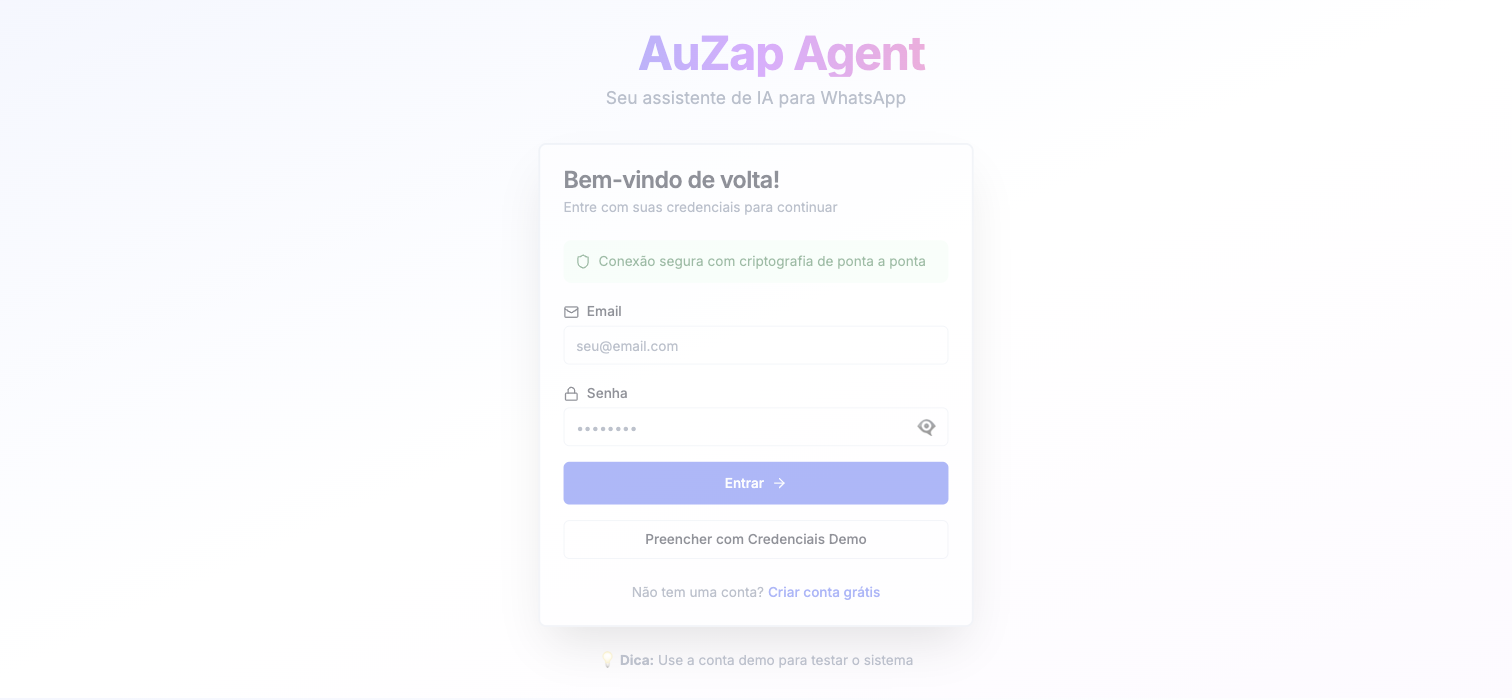 AuZap Agent
Seu assistente de IA para WhatsApp
Bem-vindo de volta!
Entre com suas credenciais para continuar
Conexão segura com criptografia de ponta a ponta
Email
seu@email.com
Senha
••••••••
Entrar →
Preencher com Credenciais Demo
Não tem uma conta? Criar conta grátis
💡 Dica: Use a conta demo para testar o sistema